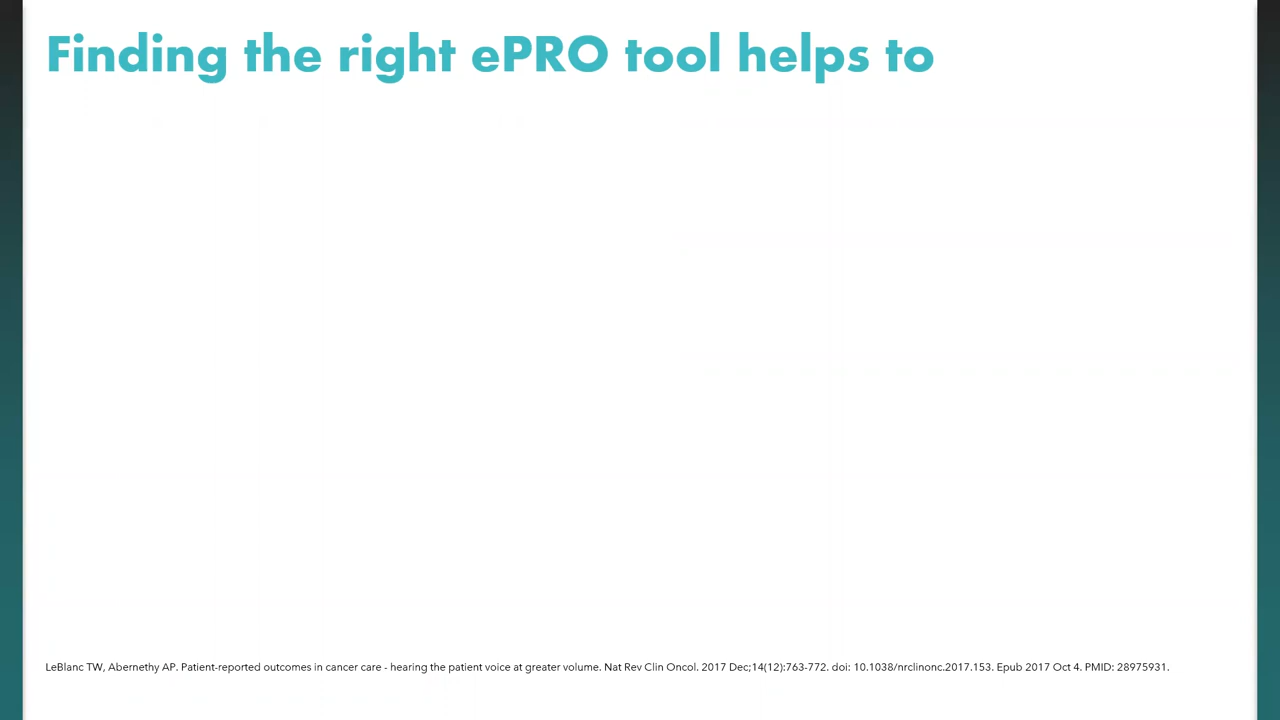 Finding the right ePRO tool helps to
LeBlanc TW, Abernethy AP. Patient-reported outcomes in cancer care - hearing the patient voice at greater volume. Nat Rev Clin Oncol. 2017 Dec;14(12):763-772. doi: 10.1038/nrclinonc.2017.153. Epub 2017 Oct 4. PMID: 28975931.